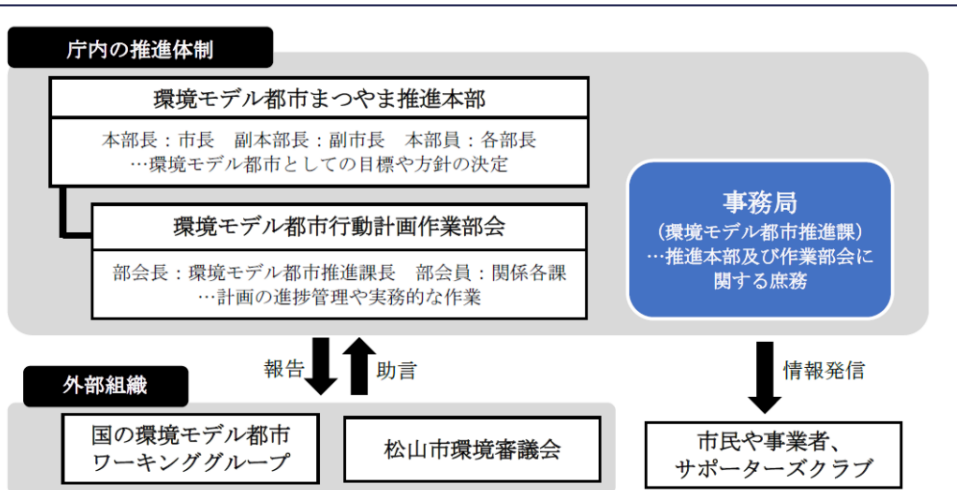 庁内の推進体制
環境モデル都市まつやま推進本部
本部長：市長　副本部長：副市長　本部員：各部長
…環境モデル都市としての目標や方針の決定
環境モデル都市行動計画作業部会
部会長：環境モデル都市推進課長　部会員：関係各課
…計画の進捗管理や実務的な作業
事務局
（環境モデル都市推進課）
…推進本部及び作業部会に
関する庶務
報告
助言
情報発信
外部組織
国の環境モデル都市
ワーキンググループ
松山市環境審議会
市民や事業者、
サポーターズクラブ